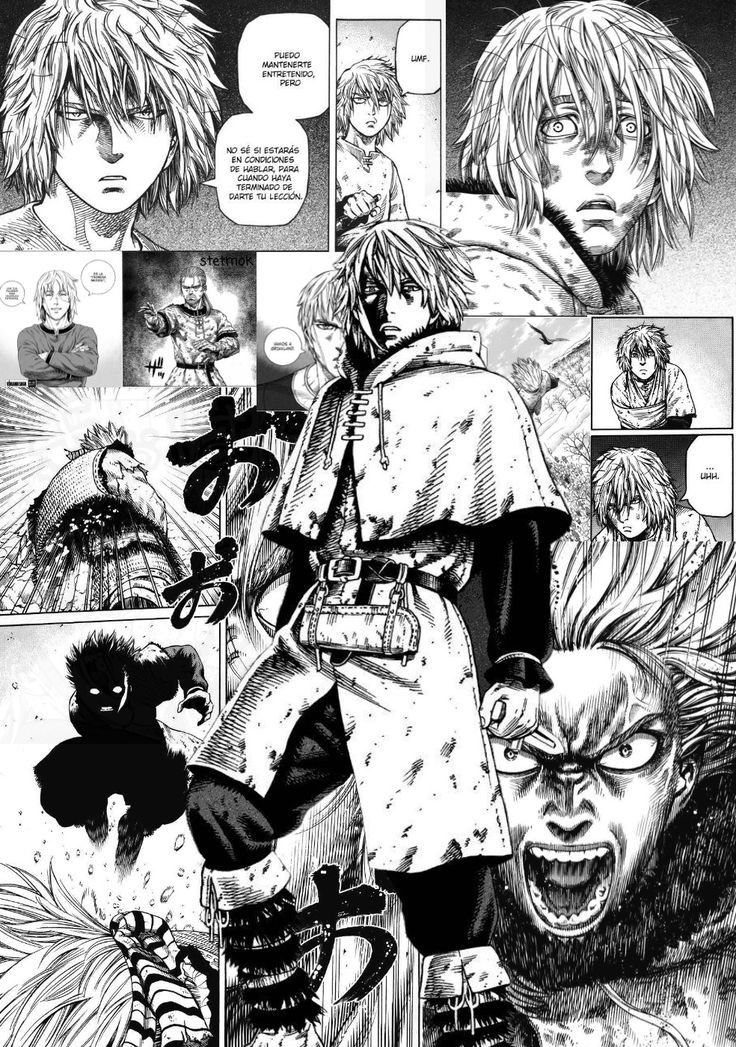 PUEDO
MANTENERTE
ENTRETENIDO,
PERO
NO SÉ SI ESTARÁS
EN CONDICIONES
DE HABLAR, PARA
CUANDO HAYA
TERMINADO DE
DARTE TU LECCIÓN.
UMF.
stetmok
VAMOS A
...
UHH.
お
お
お